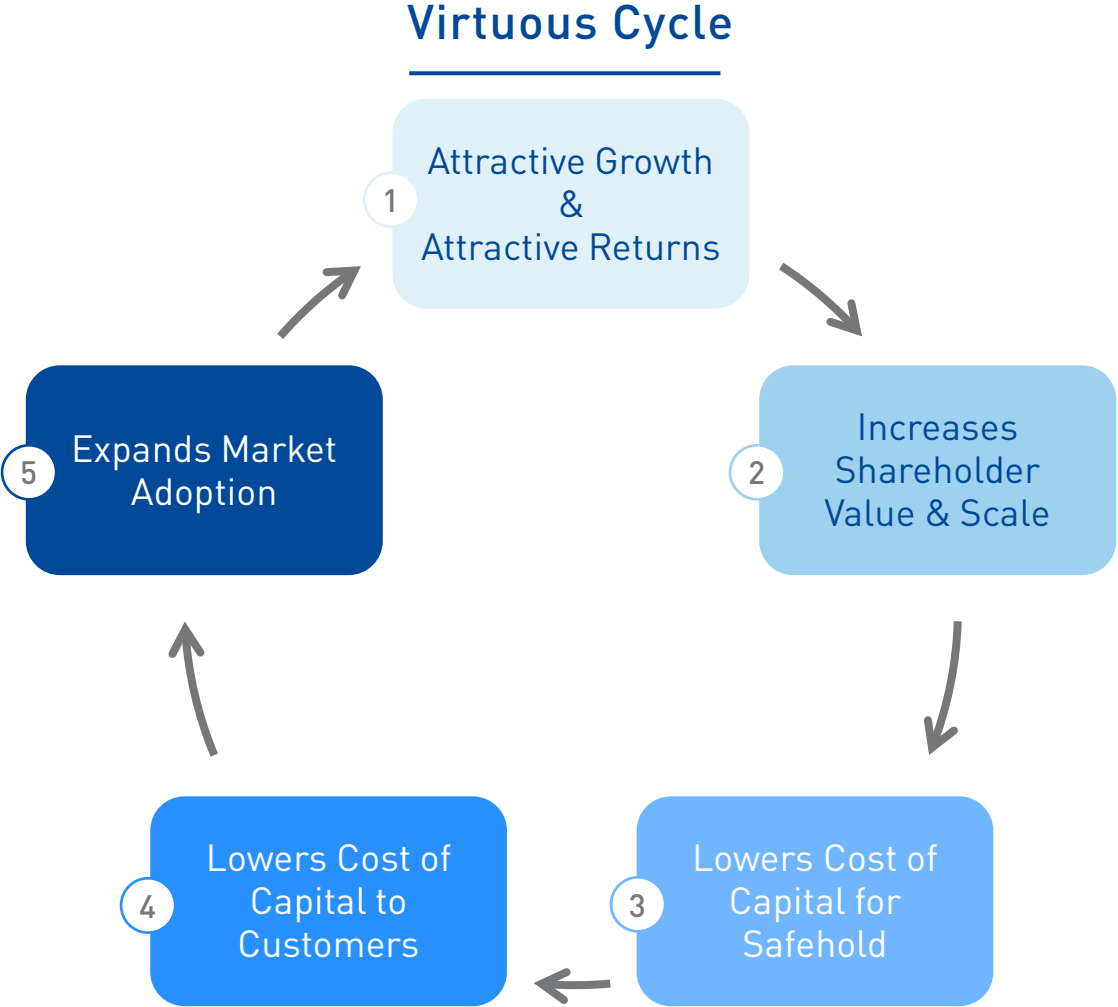 Virtuous Cycle
1
Attractive Growth
&
Attractive Returns
2
Increases
Shareholder
Value & Scale
3
Lowers Cost of
Capital for
Safehold
4
Lowers Cost of
Capital to
Customers
5
Expands Market
Adoption